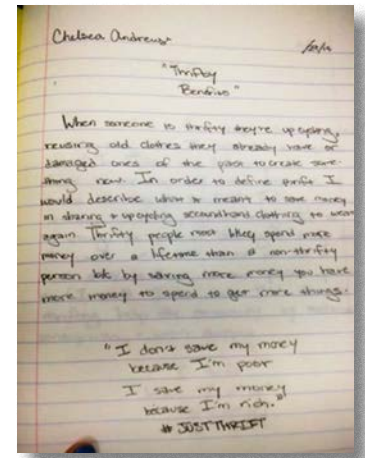 Chelsea Andrews
"Thrifty
Benefits"
When someone is thrifty they're upcycling,
reusing old clothes they already have or
damaged ones of the past to create some-
thing new. In order to define thrift I
would describe what is meant to save money
in sharing & upcycling secondhand clothing to wear
again. Thrifty people most likely spend more
money over a lifetime than a non-thrifty
person b/c by saving more money you have
more money to spend to get more things.
"I don't save my money
because I'm poor
I save my money
because I'm rich."
# JUSTTHRIFT